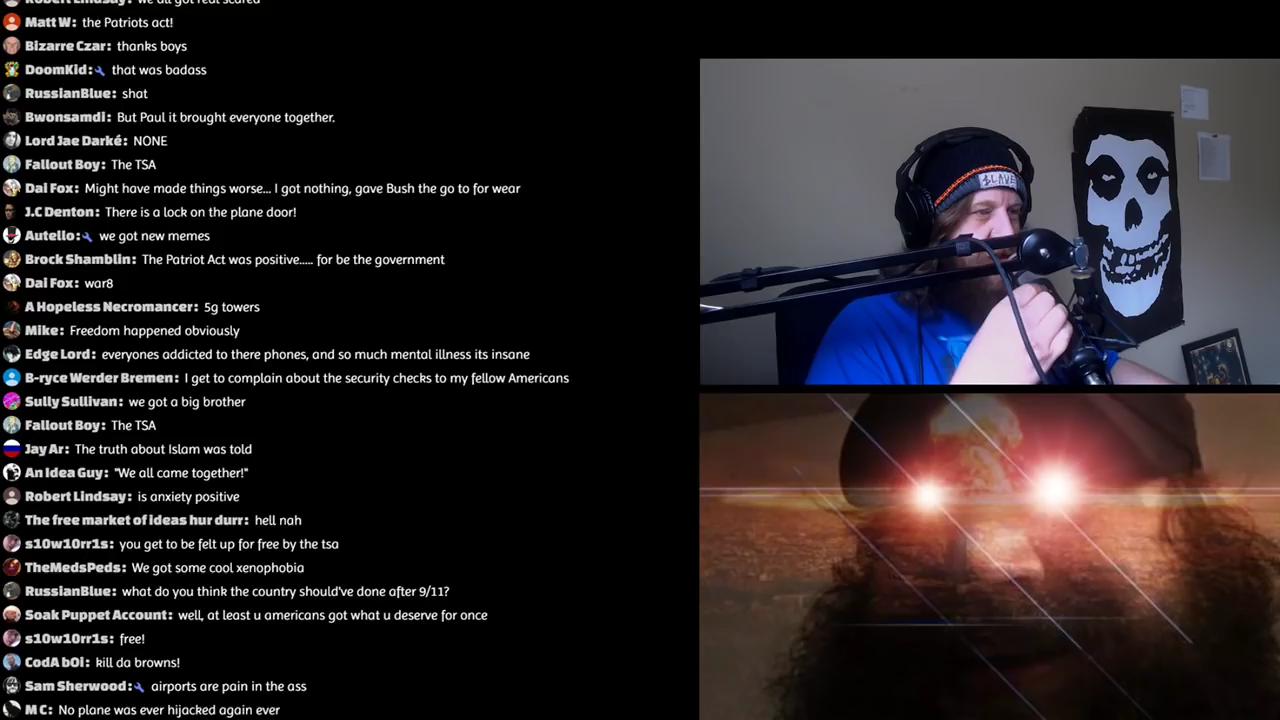 Robert Lindsay: we all got real scared
Matt W: the Patriots act!
Bizarre Czar: thanks boys
DoomKid: that was badass
RussianBlue: shat
Bwonsamdi: But Paul it brought everyone together.
Lord Jae Darké: NONE
Fallout Boy: The TSA
Dai Fox: Might have made things worse... I got nothing, gave Bush the go to for wear
J.C Denton: There is a lock on the plane door!
Autello: we got new memes
Brock Shamblin: The Patriot Act was positive..... for be the government
Dai Fox: war8
A Hopeless Necromancer: 5g towers
Mike: Freedom happened obviously
Edge Lord: everyones addicted to there phones, and so much mental illness its insane
B-ryce Werder Bremen: I get to complain about the security checks to my fellow Americans
Sully Sullivan: we got a big brother
Fallout Boy: The TSA
Jay Ar: The truth about Islam was told
An Idea Guy: "We all came together!"
Robert Lindsay: is anxiety positive
The free market of ideas hur durr: hell nah
s10w10rr1s: you get to be felt up for free by the tsa
TheMedsPeds: We got some cool xenophobia
RussianBlue: what do you think the country should've done after 9/11?
Soak Puppet Account: well, at least u americans got what u deserve for once
s10w10rr1s: free!
CodA bOi: kill da browns!
Sam Sherwood: airports are pain in the ass
M C: No plane was ever hijacked again ever
SLAVE